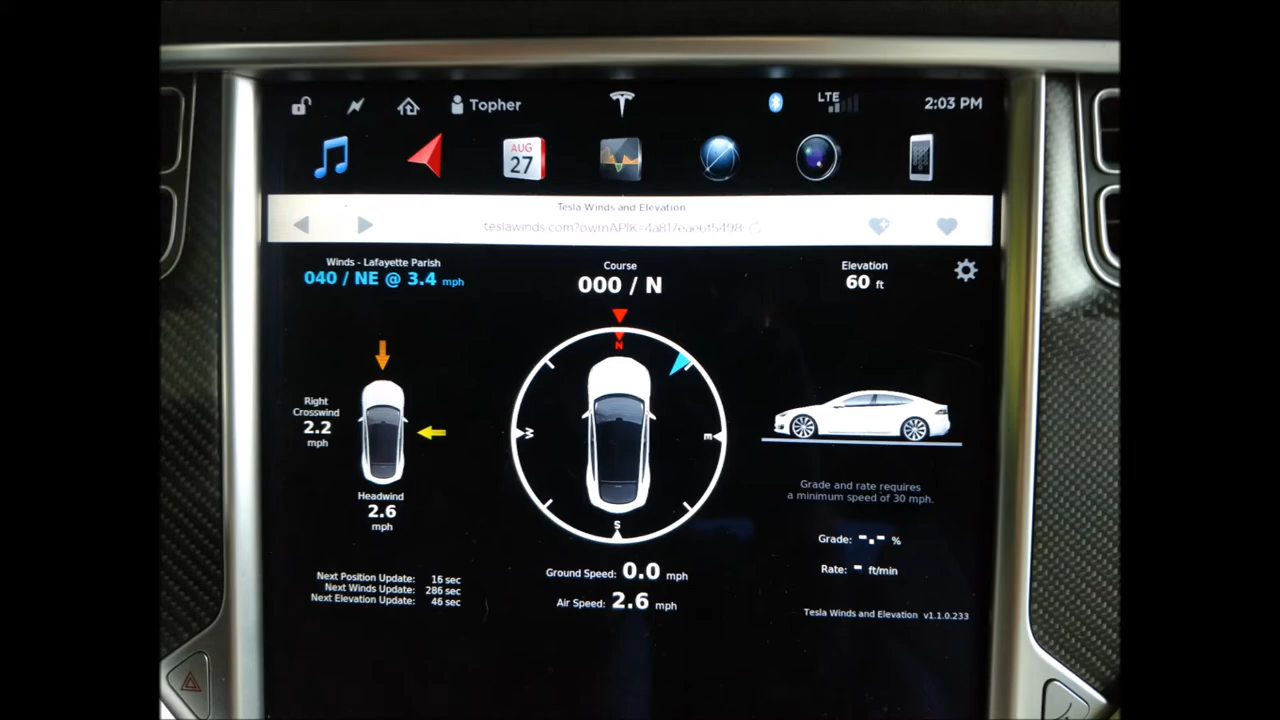 Topher
LTE
2:03 PM
AUG
27
Tesla Winds and Elevation
Winds - Lafayette Parish
040 / NE @ 3.4 mph
Course
000 / N
Elevation
60 ft
N
W
E
S
Right
Crosswind
2.2
mph
Headwind
2.6
mph
Grade and rate requires
a minimum speed of 30 mph.
Grade: -.- %
Rate: - ft/min
Next Position Update: 16 sec
Next Winds Update: 286 sec
Next Elevation Update: 46 sec
Ground Speed: 0.0 mph
Air Speed: 2.6 mph
Tesla Winds and Elevation v1.1.0.233